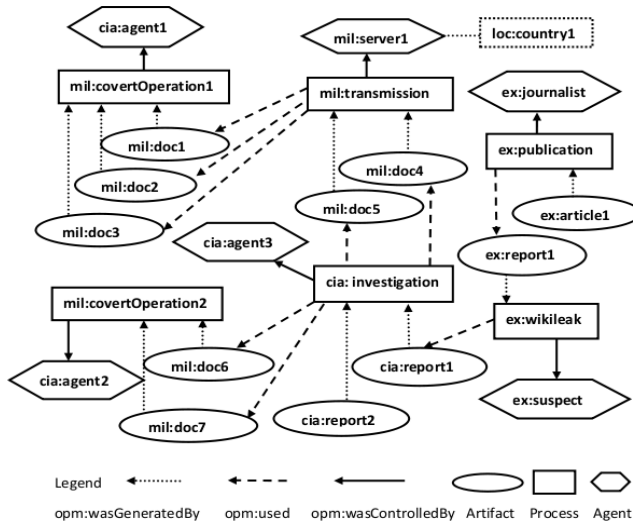 cia:agent1
mil:server1
loc:country1
mil:covertOperation1
mil:transmission
ex:journalist
mil:doc1
ex:publication
mil:doc4
mil:doc2
mil:doc5
ex:article1
mil:doc3
cia:agent3
ex:report1
cia: investigation
mil:covertOperation2
ex:wikileak
mil:doc6
cia:report1
cia:agent2
ex:suspect
cia:report2
mil:doc7
Legend
opm:wasGeneratedBy opm:used opm:wasControlledBy Artifact Process Agent